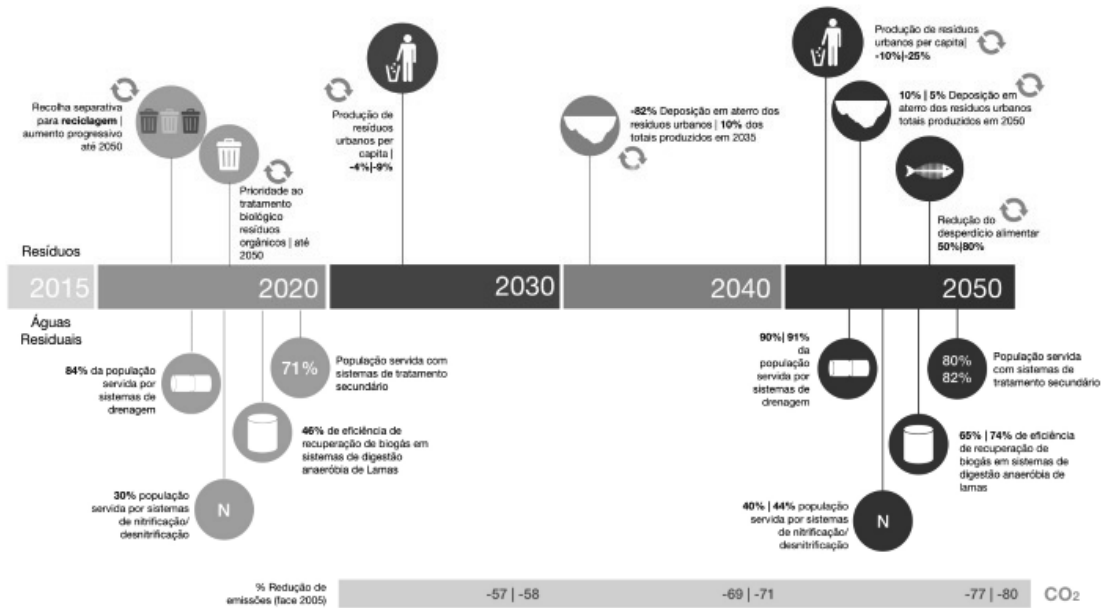 Recolha separativa
para reciclagem |
aumento progressivo
até 2050
Prioridade ao
tratamento
biológico
resíduos
orgânicos | até
2050
Produção de
resíduos
urbanos per
capita |
-4%|-9%
-82% Deposição em aterro dos
resíduos urbanos | 10% dos
totais produzidos em 2035
Produção de resíduos
urbanos per capita|
-10%|-25%
10% | 5% Deposição em
aterro dos resíduos urbanos
totais produzidos em 2050
Redução do
desperdício alimentar
50%|80%
Resíduos
2015
2020
2030
2040
2050
Águas
Residuais
84% da população
servida por
sistemas de
drenagem
71%
População servida com
sistemas de tratamento
secundário
46% de eficiência de
recuperação de biogás em
sistemas de digestão
anaeróbia de Lamas
30% população
servida por sistemas
de nitrificação/
desnitrificação
N
90%| 91%
da
população
servida por
sistemas de
drenagem
80%
82%
População servida
com sistemas de
tratamento secundário
65% | 74% de eficiência
de recuperação de
biogás em sistemas de
digestão anaeróbia de
lamas
40% | 44% população
servida por sistemas
de nitrificação/
desnitrificação
N
% Redução de
emissões (face 2005)
-57 | -58
-69 | -71
-77 | -80
CO2